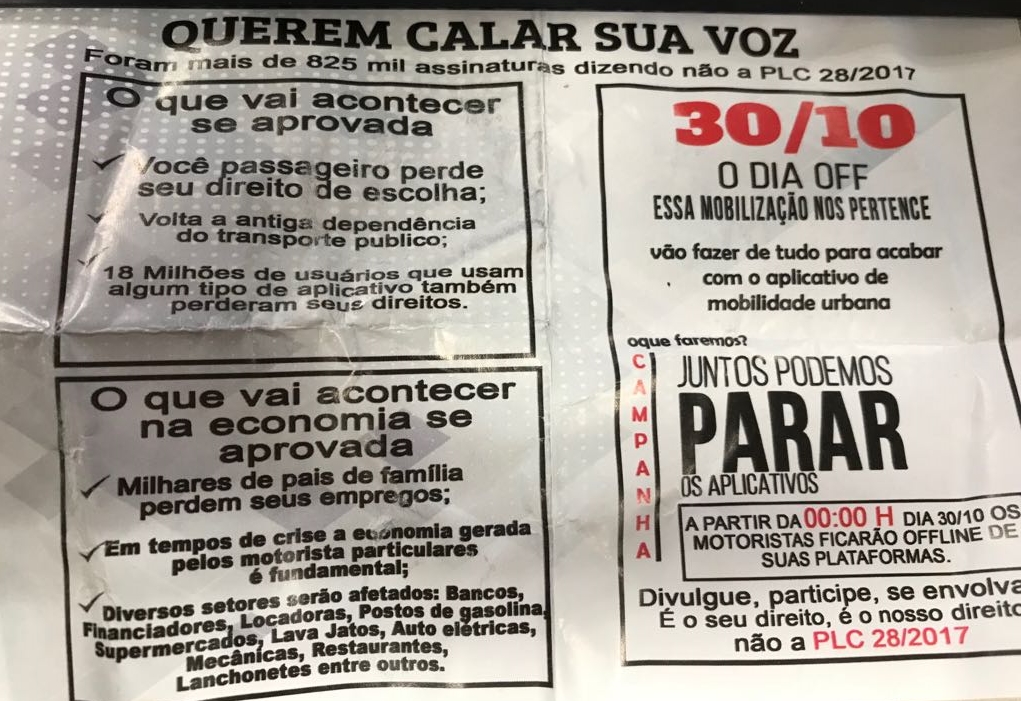 QUEREM CALAR SUA VOZ
Foram mais de 825 mil assinaturas dizendo não a PLC 28/2017
O que vai acontecer
se aprovada
Você passageiro perde
seu direito de escolha;
Volta a antiga dependência
do transporte publico;
18 Milhões de usuários que usam
algum tipo de aplicativo também
perderam seus direitos.
O que vai acontecer
na economia se
aprovada
Milhares de pais de família
perdem seus empregos;
Em tempos de crise a economia gerada
pelos motorista particulares
é fundamental;
Diversos setores serão afetados: Bancos,
Financiadores, Locadoras, Postos de gasolina,
Supermercados, Lava Jatos, Auto elétricas,
Mecânicas, Restaurantes,
Lanchonetes entre outros.
30/10
O DIA OFF
ESSA MOBILIZAÇÃO NOS PERTENCE
vão fazer de tudo para acabar
com o aplicativo de
mobilidade urbana
oque faremos?
CAMPANHA
JUNTOS PODEMOS
PARAR
OS APLICATIVOS
A PARTIR DA 00:00 H DIA 30/10 OS
MOTORISTAS FICARÃO OFFLINE DE
SUAS PLATAFORMAS.
Divulgue, participe, se envolva
É o seu direito, é o nosso direito
não a PLC 28/2017